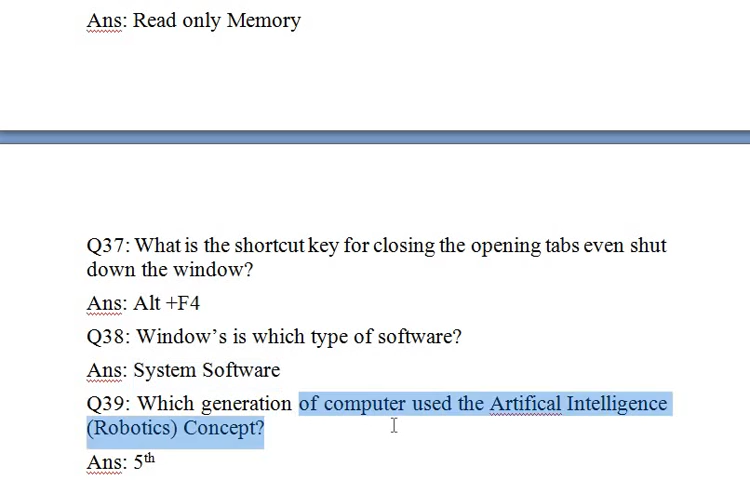 Ans: Read only Memory
Q37: What is the shortcut key for closing the opening tabs even shut
down the window?
Ans: Alt +F4
Q38: Window’s is which type of software?
Ans: System Software
Q39: Which generation of computer used the Artifical Intelligence
(Robotics) Concept?
Ans: 5th